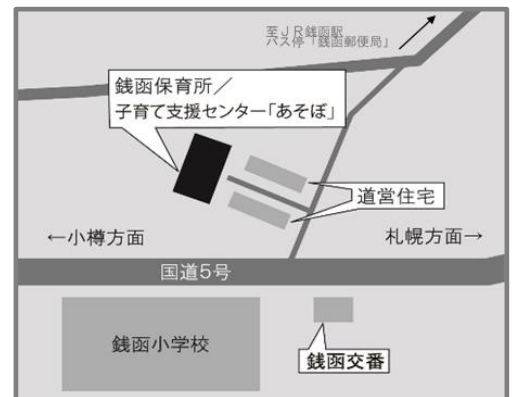 至JR銭函駅
バス停「銭函郵便局」
銭函保育所／
子育て支援センター「あそぼ」
道営住宅
←小樽方面
札幌方面→
国道5号
銭函小学校
銭函交番